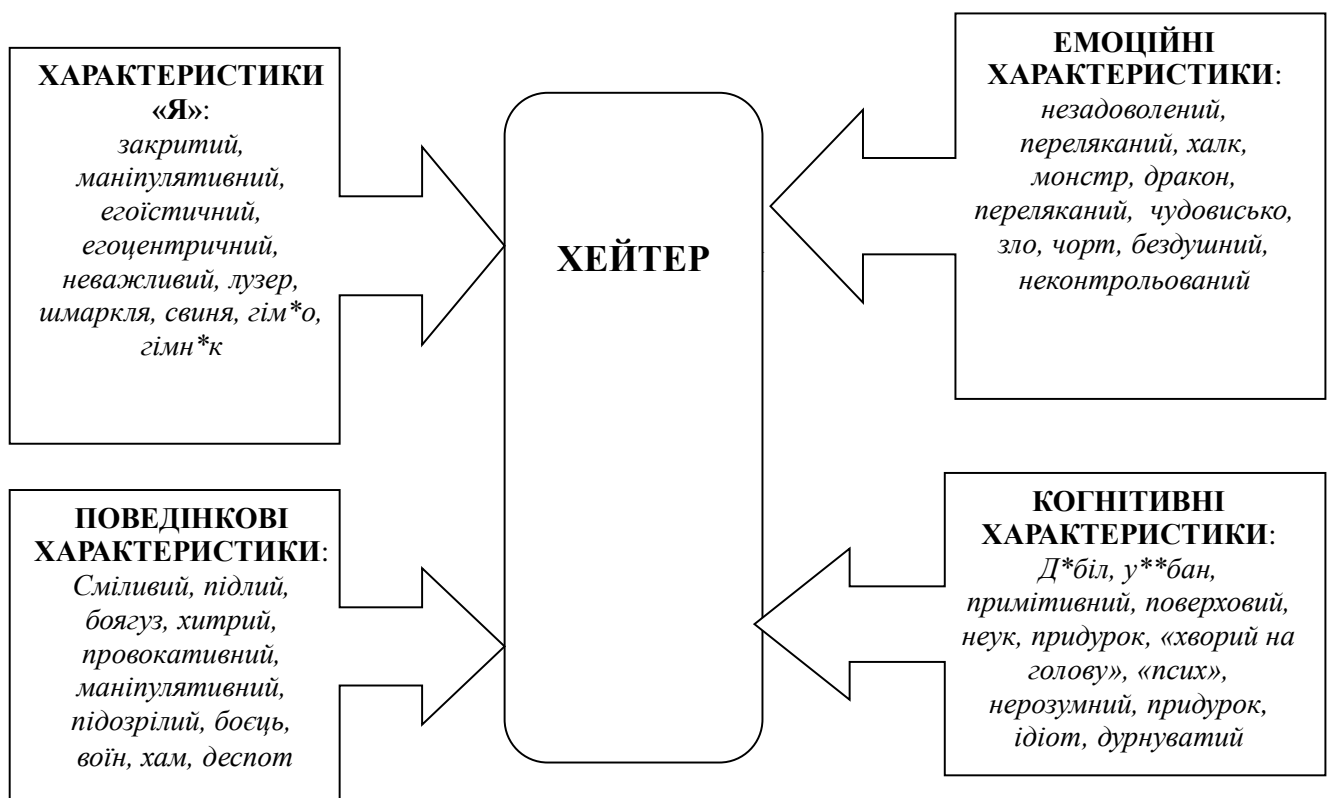 ХАРАКТЕРИСТИКИ
«Я»:
закритий,
маніпулятивний,
егоїстичний,
егоцентричний,
неважливий, лузер,
шмаркля, свиня, гім*о,
гімн*к
ЕМОЦІЙНІ
ХАРАКТЕРИСТИКИ:
незадоволений,
переляканий, халк,
монстр, дракон,
переляканий, чудовисько,
зло, чорт, бездушний,
неконтрольований
ХЕЙТЕР
ПОВЕДІНКОВІ
ХАРАКТЕРИСТИКИ:
Сміливий, підлий,
боягуз, хитрий,
провокативний,
маніпулятивний,
підозрілий, боєць,
воїн, хам, деспот
КОГНІТИВНІ
ХАРАКТЕРИСТИКИ:
Д*біл, у**бан,
примітивний, поверховий,
неук, придурок, «хворий на
голову», «псих»,
нерозумний, придурок,
ідіот, дурнуватий